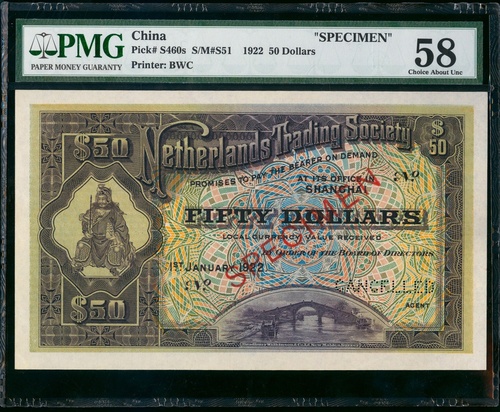 PMG
PAPER MONEY GUARANTY
China
Pick# S460s S/M#S51 1922 50 Dollars
Printer: BWC
"SPECIMEN"
58
Choice About Unc
$50
Netherlands Trading Society
$
50
PROMISES TO PAY THE BEARER ON DEMAND
AT ITS OFFICE IN
SHANGHAI
No
FIFTY DOLLARS
LOCAL CURRENCY, VALUE RECEIVED
BY ORDER OF THE BOARD OF DIRECTORS
1ST JANUARY 1922.
No
SPECIMEN
CANCELLED
AGENT
$50